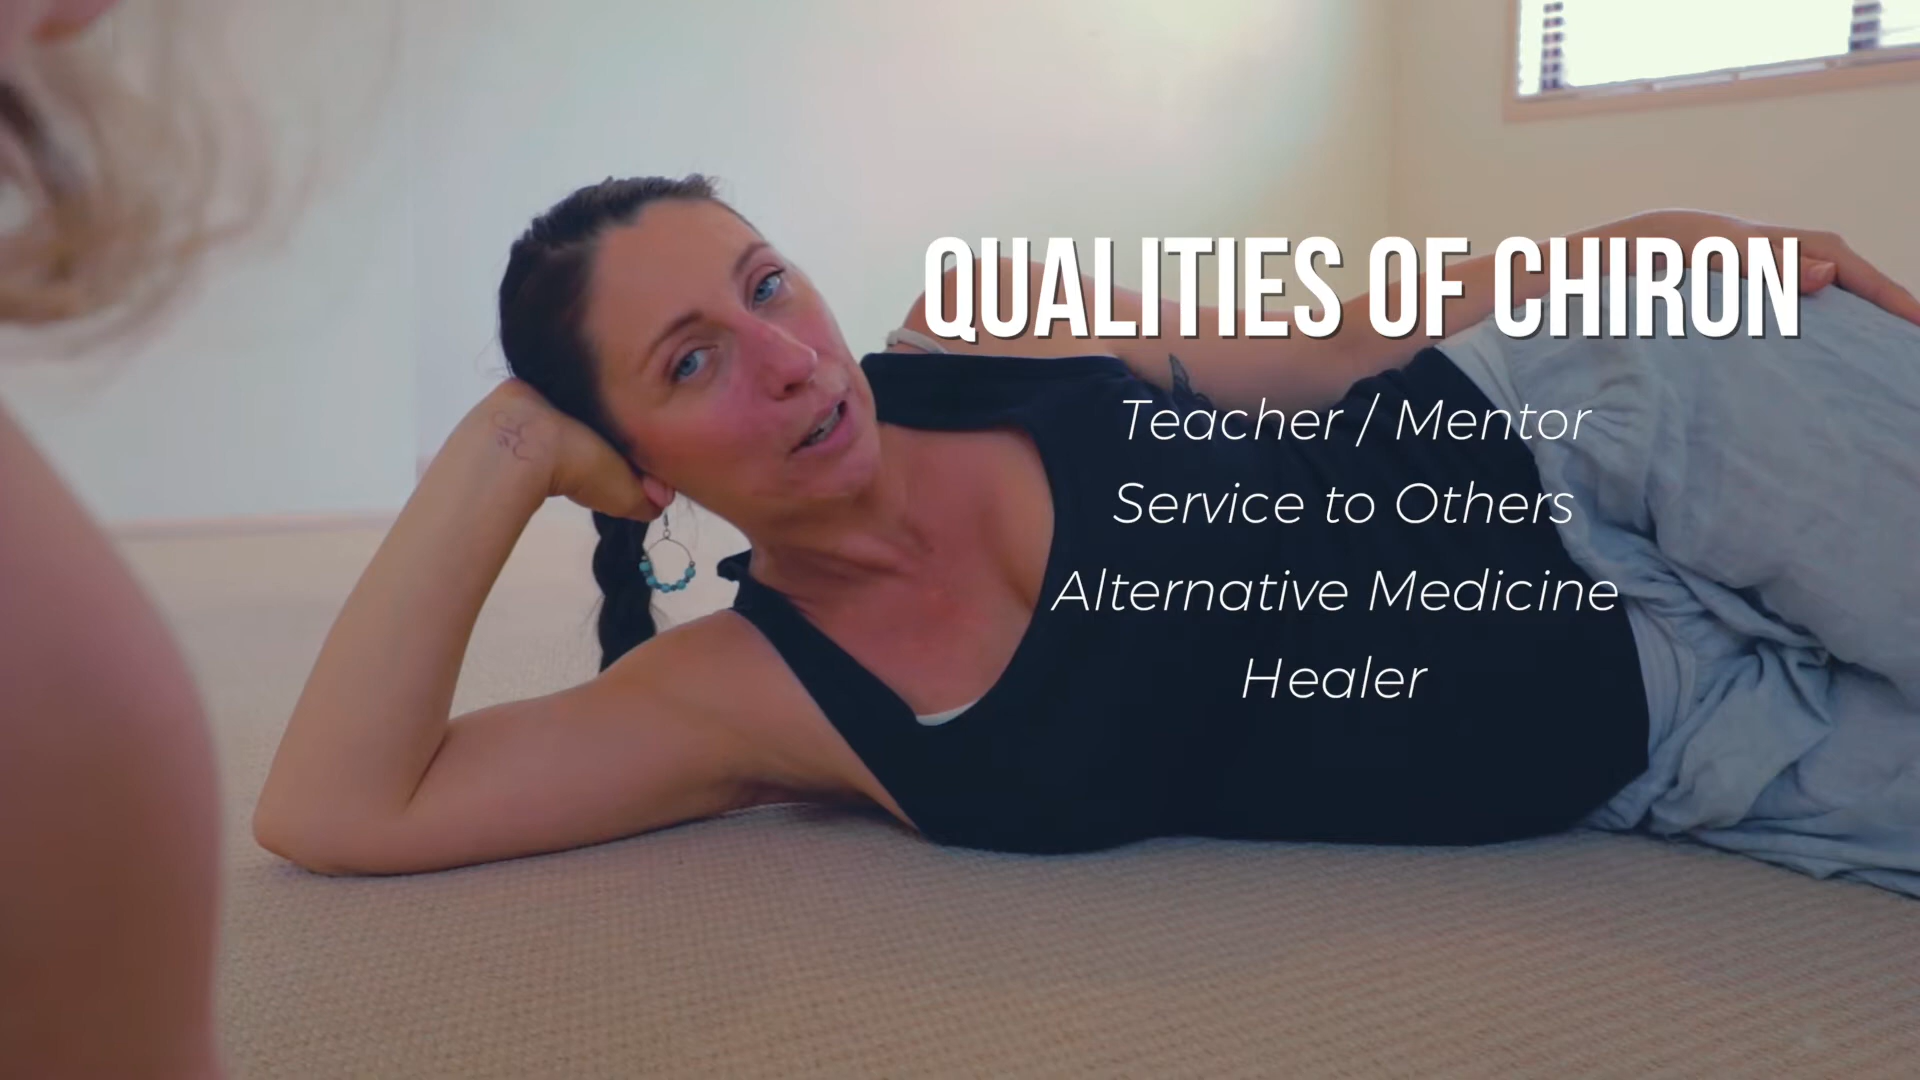 QUALITIES OF CHIRON
Teacher / Mentor
Service to Others
Alternative Medicine
Healer